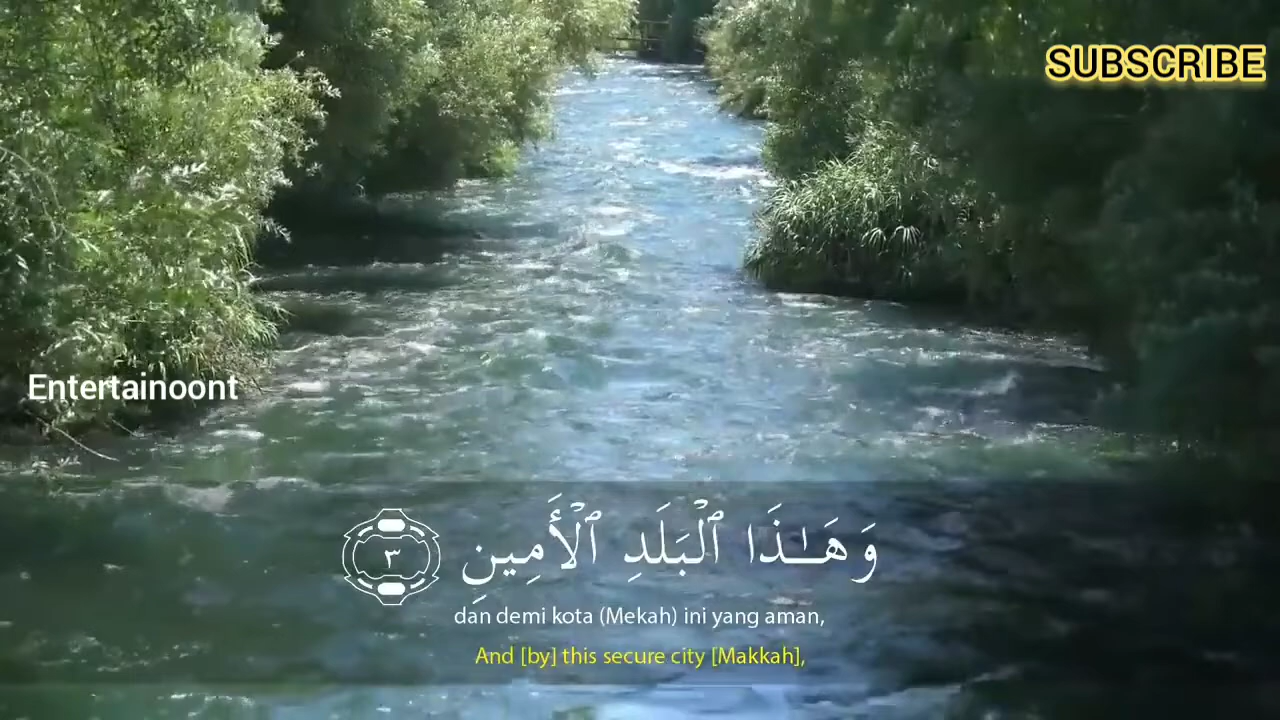 SUBSCRIBE
Entertainoont
وَهَـٰذَا ٱلْبَلَدِ ٱلْأَمِينِ ٣
dan demi kota (Mekah) ini yang aman,
And [by] this secure city [Makkah],